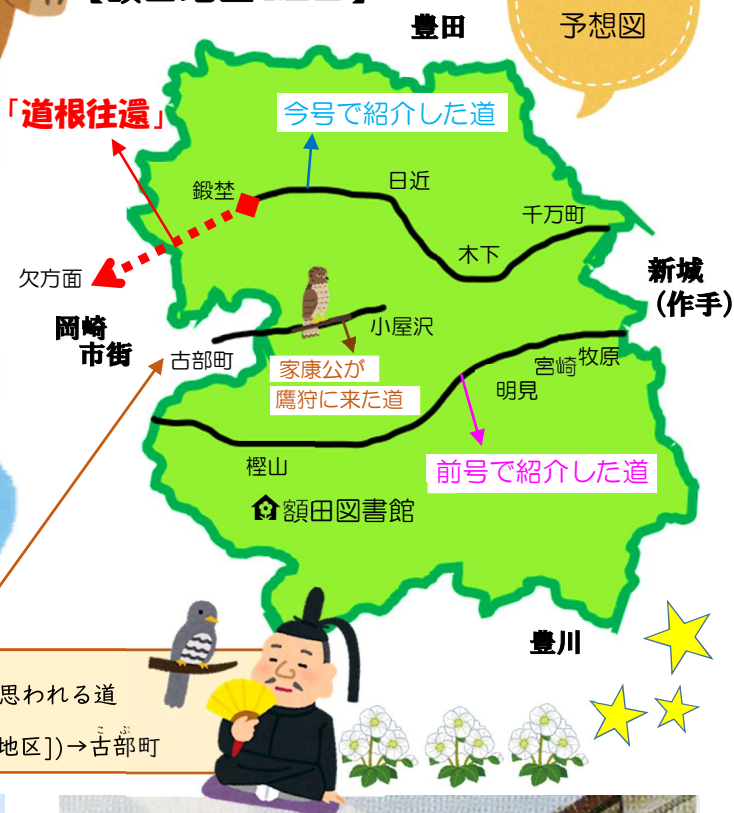 豊田
予想図
「道根往還」
今号で紹介した道
鍛埜
日近
千万町
木下
欠方面
新城
(作手)
岡崎
市街
古部町
小屋沢
家康公が
鷹狩に来た道
宮崎
牧原
明見
樫山
前号で紹介した道
額田図書館
豊川
思われる道
地区])→古部町
こ ぶ